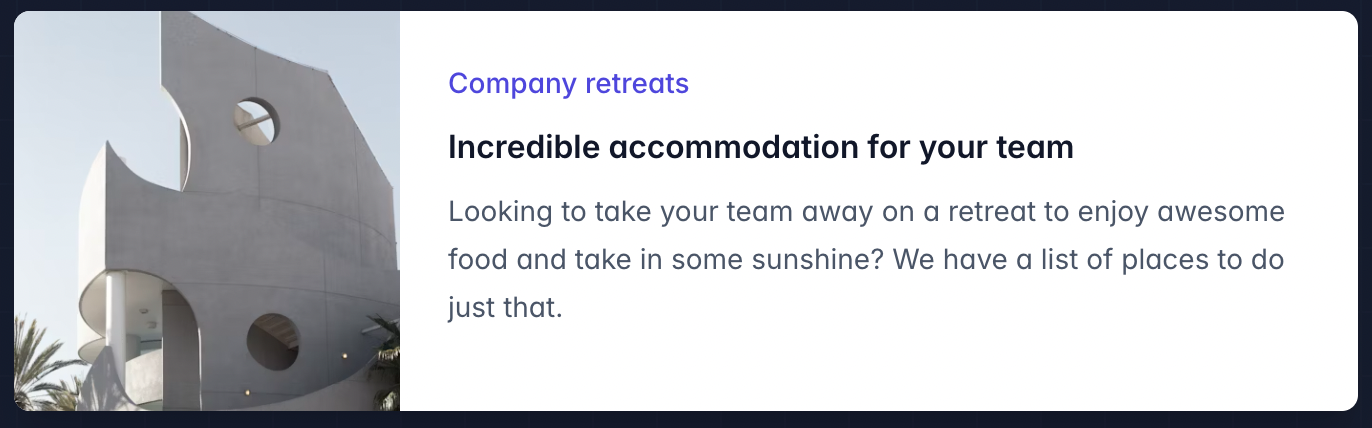 Company retreats
Incredible accommodation for your team
Looking to take your team away on a retreat to enjoy awesome
food and take in some sunshine? We have a list of places to do
just that.